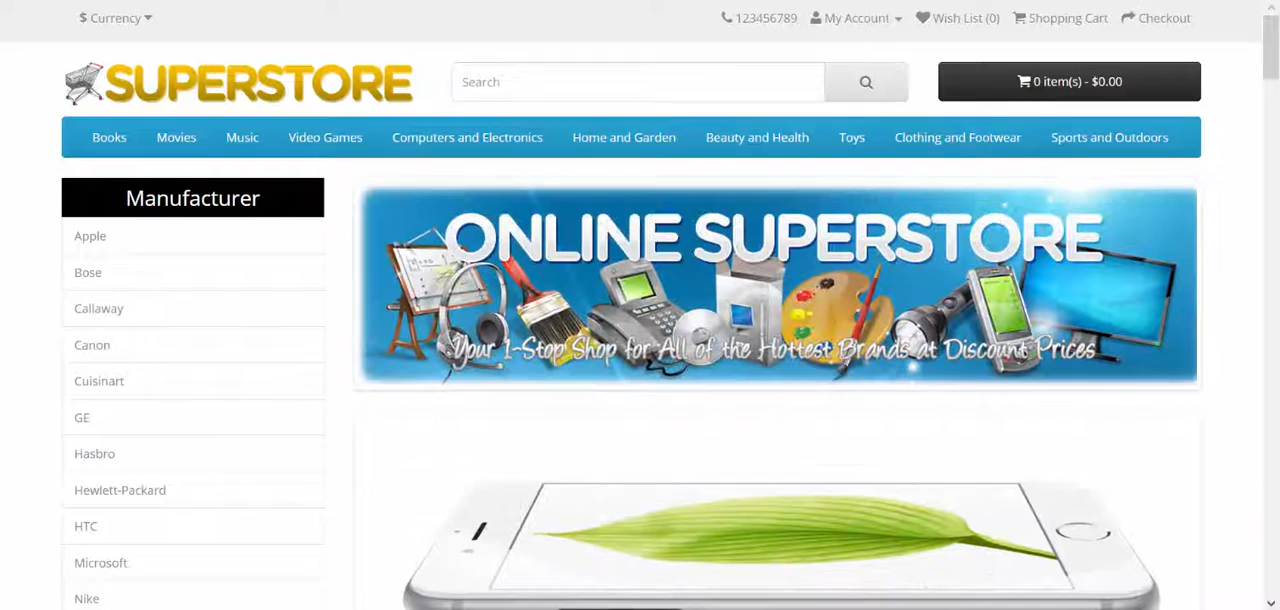 $ Currency
123456789 My Account Wish List (0) Shopping Cart Checkout
SUPERSTORE
Search
0 item(s) - $0.00
Books Movies Music Video Games Computers and Electronics Home and Garden Beauty and Health Toys Clothing and Footwear Sports and Outdoors
Manufacturer
Apple
Bose
Callaway
Canon
Cuisinart
GE
Hasbro
Hewlett-Packard
HTC
Microsoft
Nike
ONLINE SUPERSTORE
Your 1-Stop Shop for All of the Hottest Brands at Discount Prices